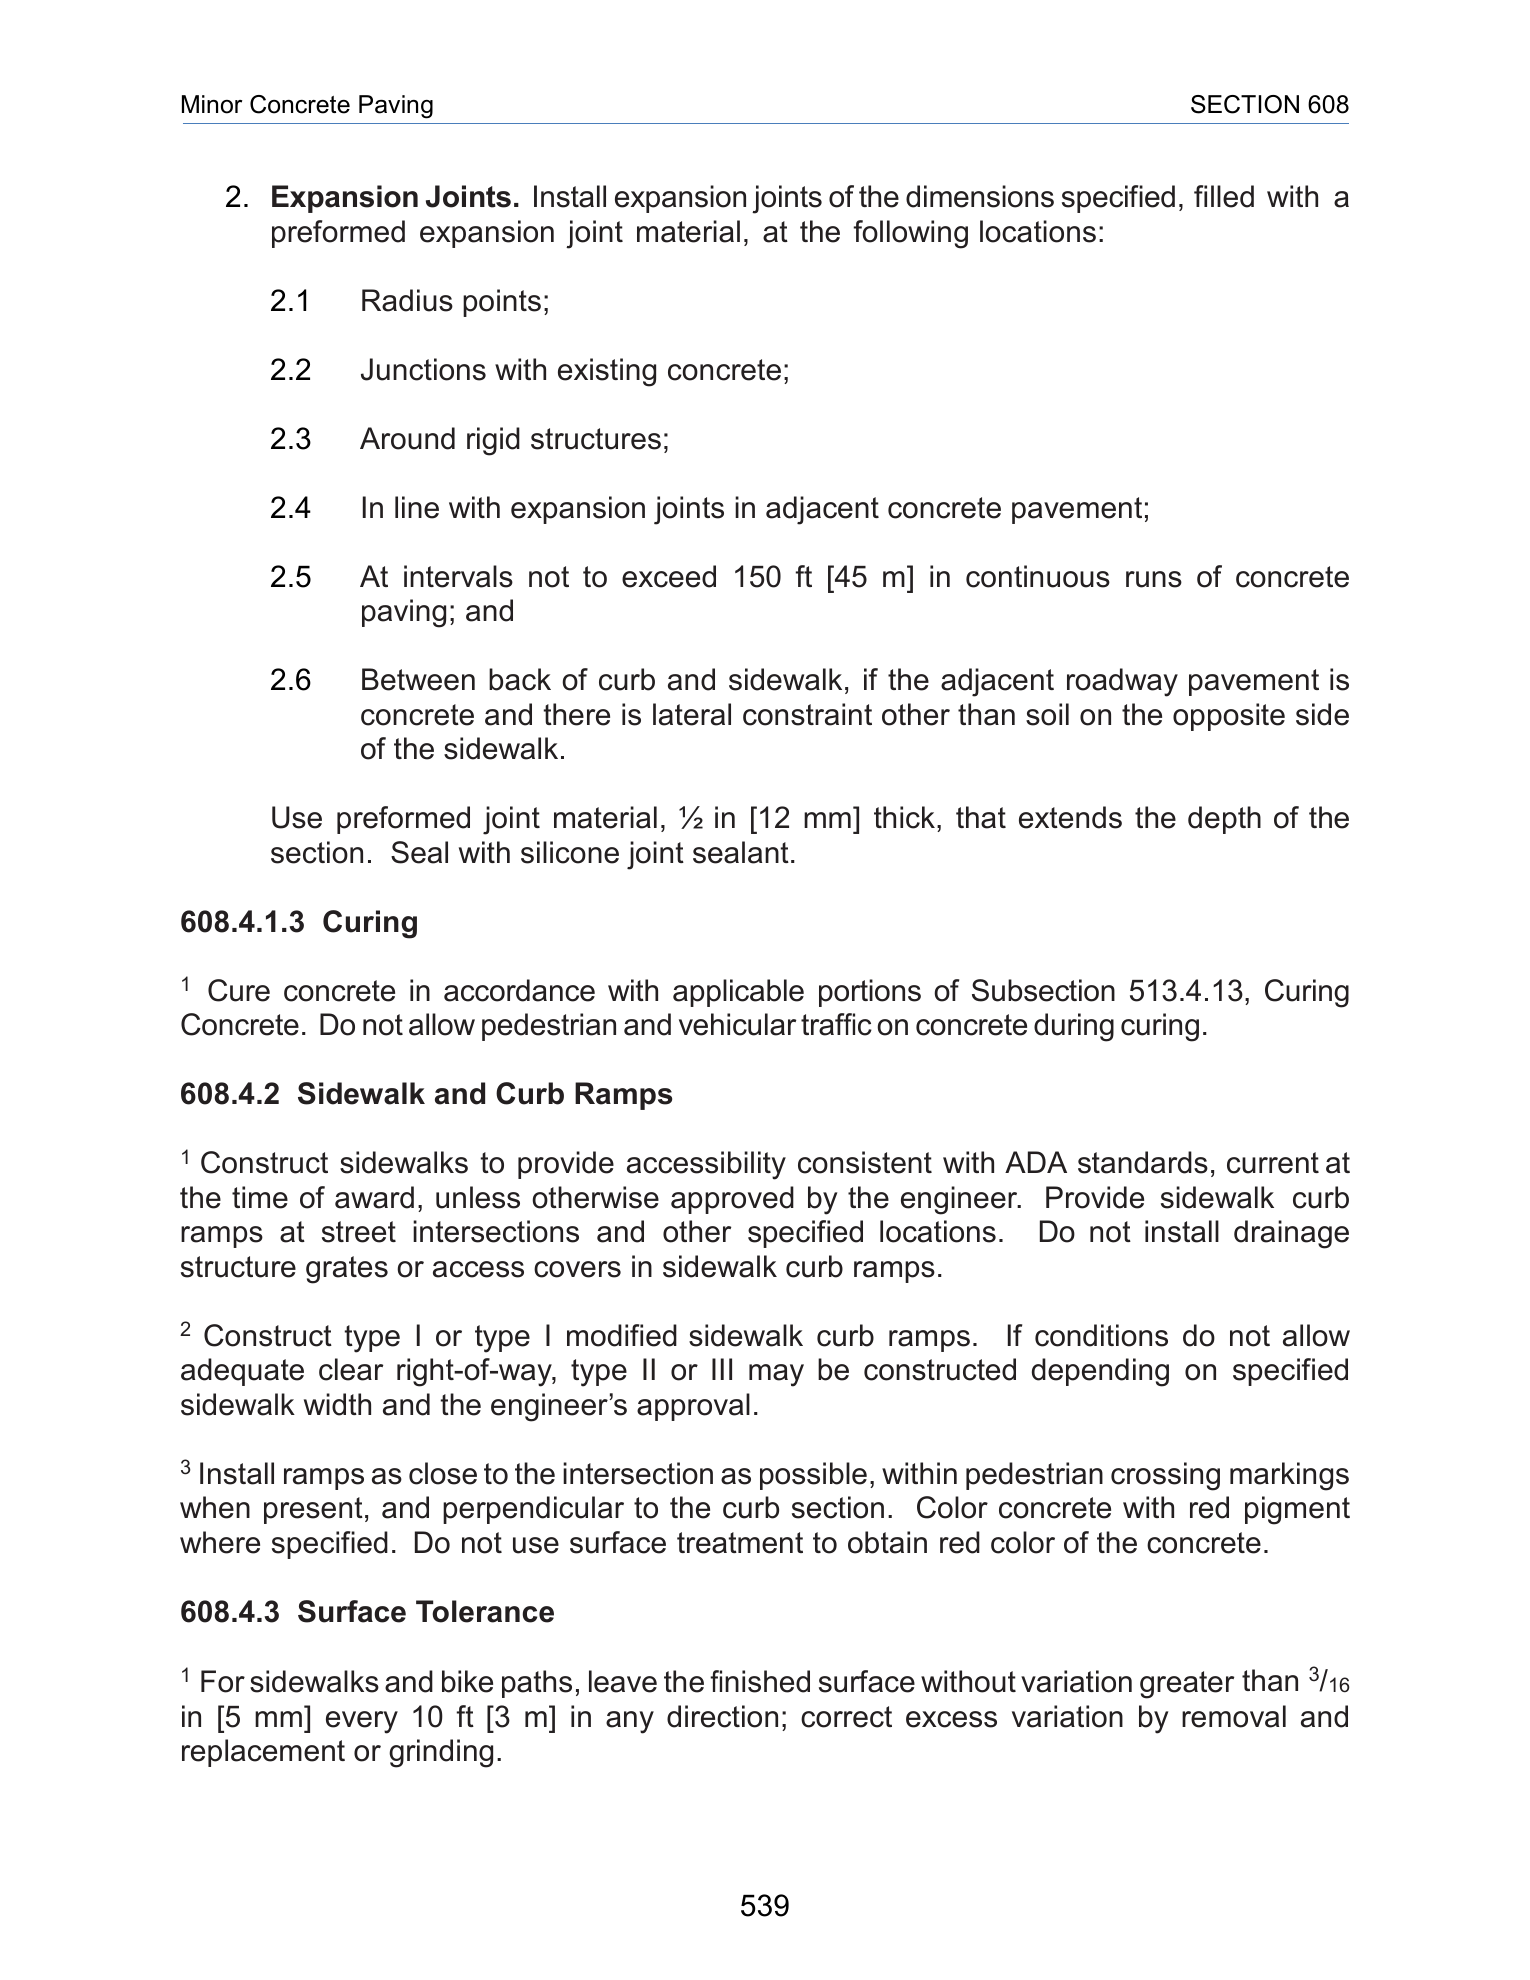 Minor Concrete Paving SECTION 608
2. Expansion Joints. Install expansion joints of the dimensions specified, filled with a
preformed expansion joint material, at the following locations:
2.1 Radius points;
2.2 Junctions with existing concrete;
2.3 Around rigid structures;
2.4 In line with expansion joints in adjacent concrete pavement;
2.5 At intervals not to exceed 150 ft [45 m] in continuous runs of concrete
paving; and
2.6 Between back of curb and sidewalk, if the adjacent roadway pavement is
concrete and there is lateral constraint other than soil on the opposite side
of the sidewalk.
Use preformed joint material, ½ in [12 mm] thick, that extends the depth of the
section. Seal with silicone joint sealant.
608.4.1.3 Curing
¹ Cure concrete in accordance with applicable portions of Subsection 513.4.13, Curing
Concrete. Do not allow pedestrian and vehicular traffic on concrete during curing.
608.4.2 Sidewalk and Curb Ramps
¹ Construct sidewalks to provide accessibility consistent with ADA standards, current at
the time of award, unless otherwise approved by the engineer. Provide sidewalk curb
ramps at street intersections and other specified locations. Do not install drainage
structure grates or access covers in sidewalk curb ramps.
² Construct type I or type I modified sidewalk curb ramps. If conditions do not allow
adequate clear right-of-way, type II or III may be constructed depending on specified
sidewalk width and the engineer’s approval.
³ Install ramps as close to the intersection as possible, within pedestrian crossing markings
when present, and perpendicular to the curb section. Color concrete with red pigment
where specified. Do not use surface treatment to obtain red color of the concrete.
608.4.3 Surface Tolerance
¹ For sidewalks and bike paths, leave the finished surface without variation greater than ³/₁₆
in [5 mm] every 10 ft [3 m] in any direction; correct excess variation by removal and
replacement or grinding.
539